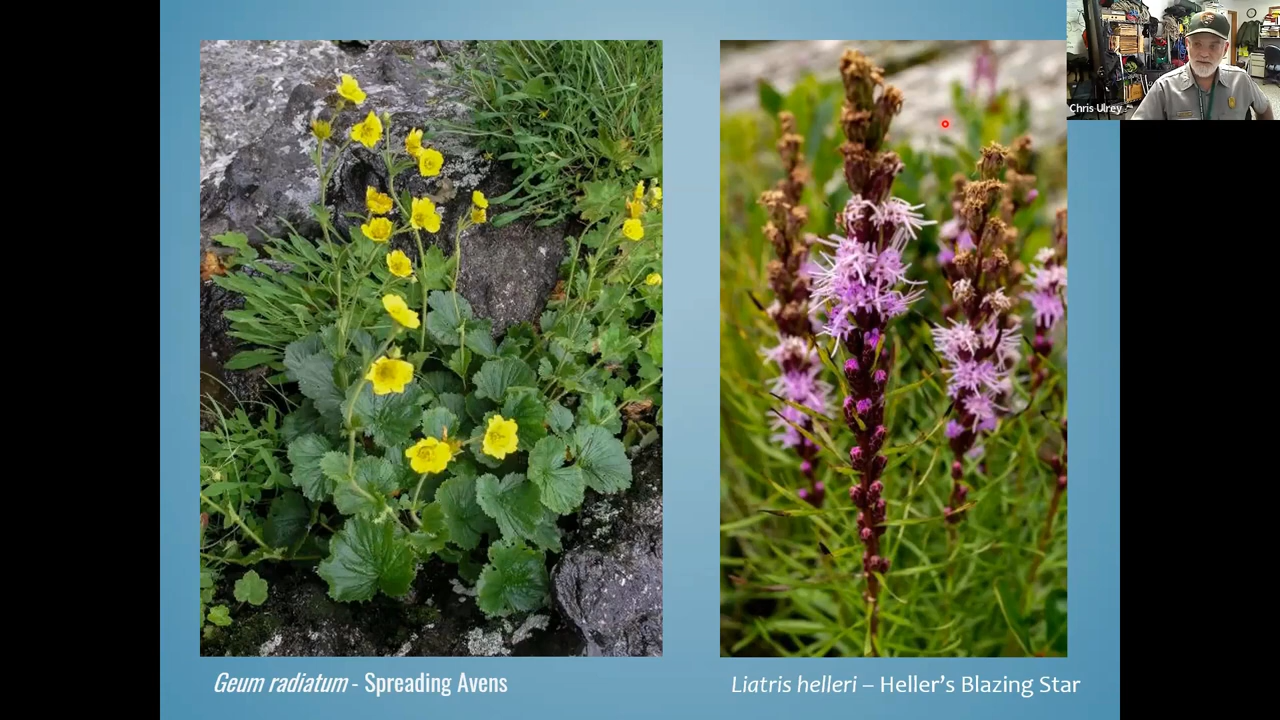 Chris Ulrey
Geum radiatum - Spreading Avens
Liatris helleri – Heller's Blazing Star